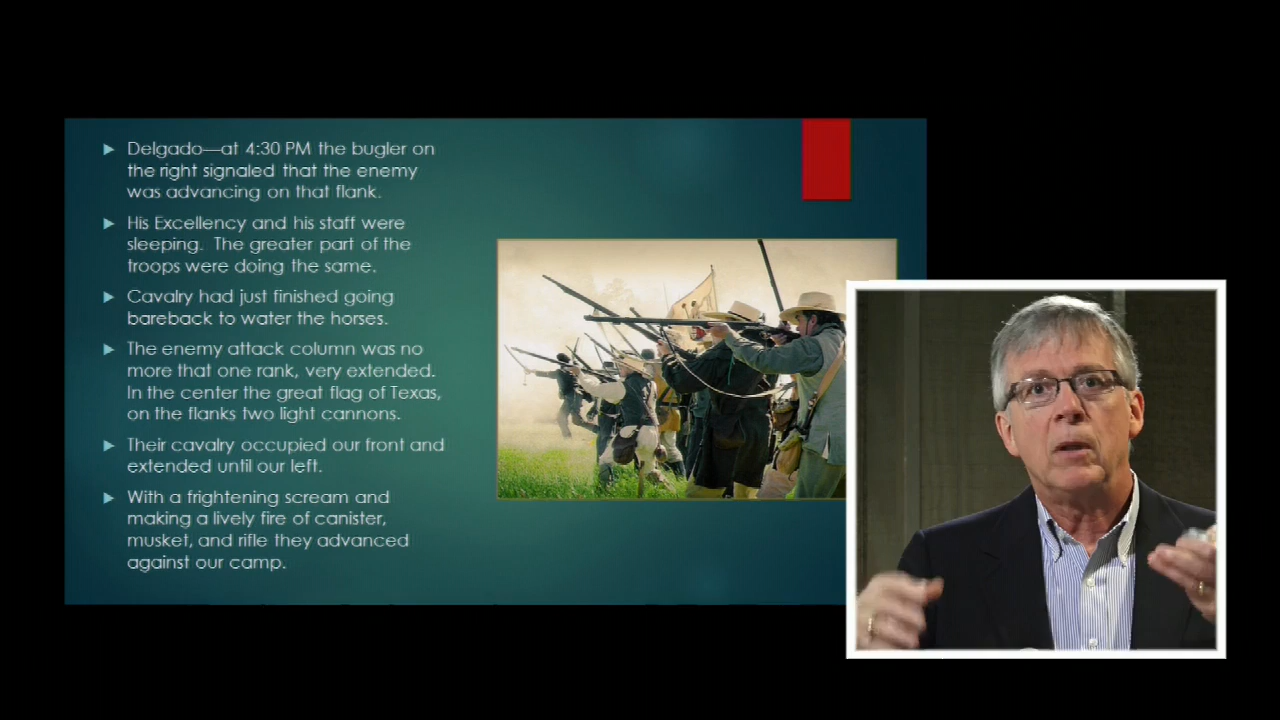 Delgado—at 4:30 PM the bugler on
the right signaled that the enemy
was advancing on that flank.
His Excellency and his staff were
sleeping. The greater part of the
troops were doing the same.
Cavalry had just finished going
bareback to water the horses.
The enemy attack column was no
more that one rank, very extended.
In the center the great flag of Texas,
on the flanks two light cannons.
Their cavalry occupied our front and
extended until our left.
With a frightening scream and
making a lively fire of canister,
musket, and rifle they advanced
against our camp.